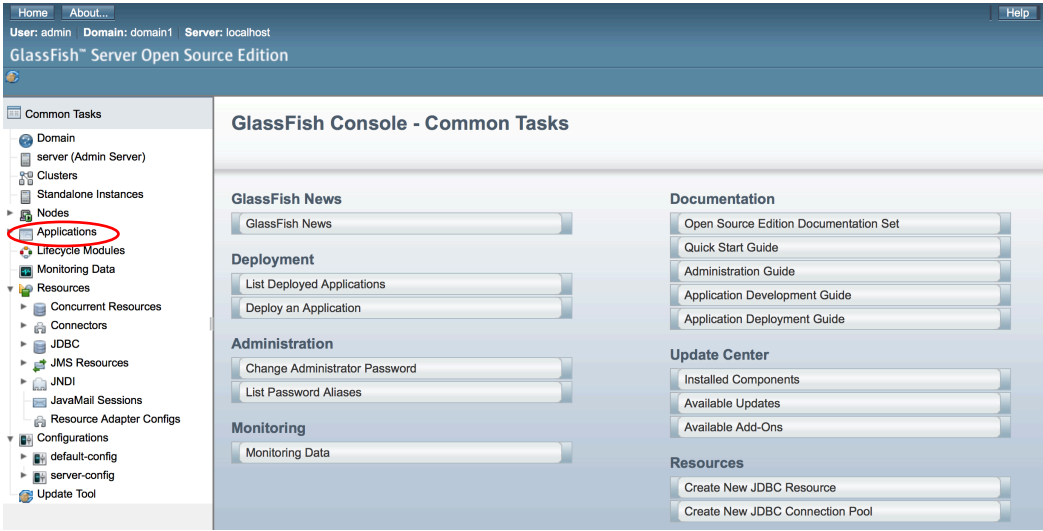 Home About... Help
User: admin Domain: domain1 Server: localhost
GlassFish™ Server Open Source Edition
Common Tasks
Domain
server (Admin Server)
Clusters
Standalone Instances
Nodes
Applications
Lifecycle Modules
Monitoring Data
Resources
Concurrent Resources
Connectors
JDBC
JMS Resources
JNDI
JavaMail Sessions
Resource Adapter Configs
Configurations
default-config
server-config
Update Tool
GlassFish Console - Common Tasks
GlassFish News
GlassFish News
Deployment
List Deployed Applications
Deploy an Application
Administration
Change Administrator Password
List Password Aliases
Monitoring
Monitoring Data
Documentation
Open Source Edition Documentation Set
Quick Start Guide
Administration Guide
Application Development Guide
Application Deployment Guide
Update Center
Installed Components
Available Updates
Available Add-Ons
Resources
Create New JDBC Resource
Create New JDBC Connection Pool